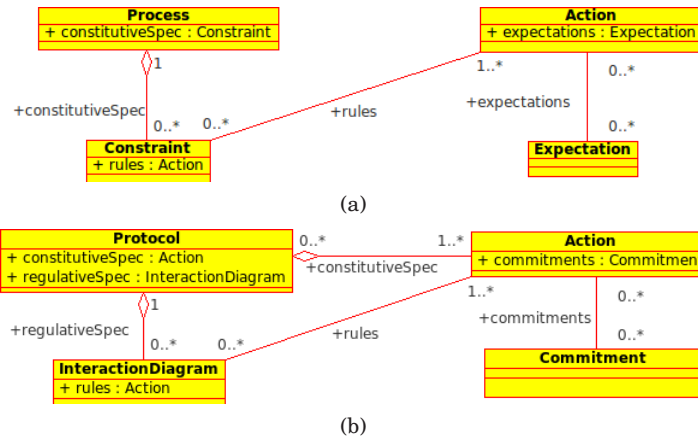 Process
+ constitutiveSpec : Constraint
Action
+ expectations : Expectation
1
1..*
0..*
+constitutiveSpec
+rules
+expectations
0..*
0..*
0..*
Constraint
+ rules : Action
Expectation
(a)
Protocol
+ constitutiveSpec : Action
+ regulativeSpec : InteractionDiagram
0..*
1..*
+constitutiveSpec
Action
+ commitments : Commitmen
1
1..*
0..*
+regulativeSpec
+rules
+commitments
0..*
0..*
0..*
InteractionDiagram
+ rules : Action
Commitment
(b)